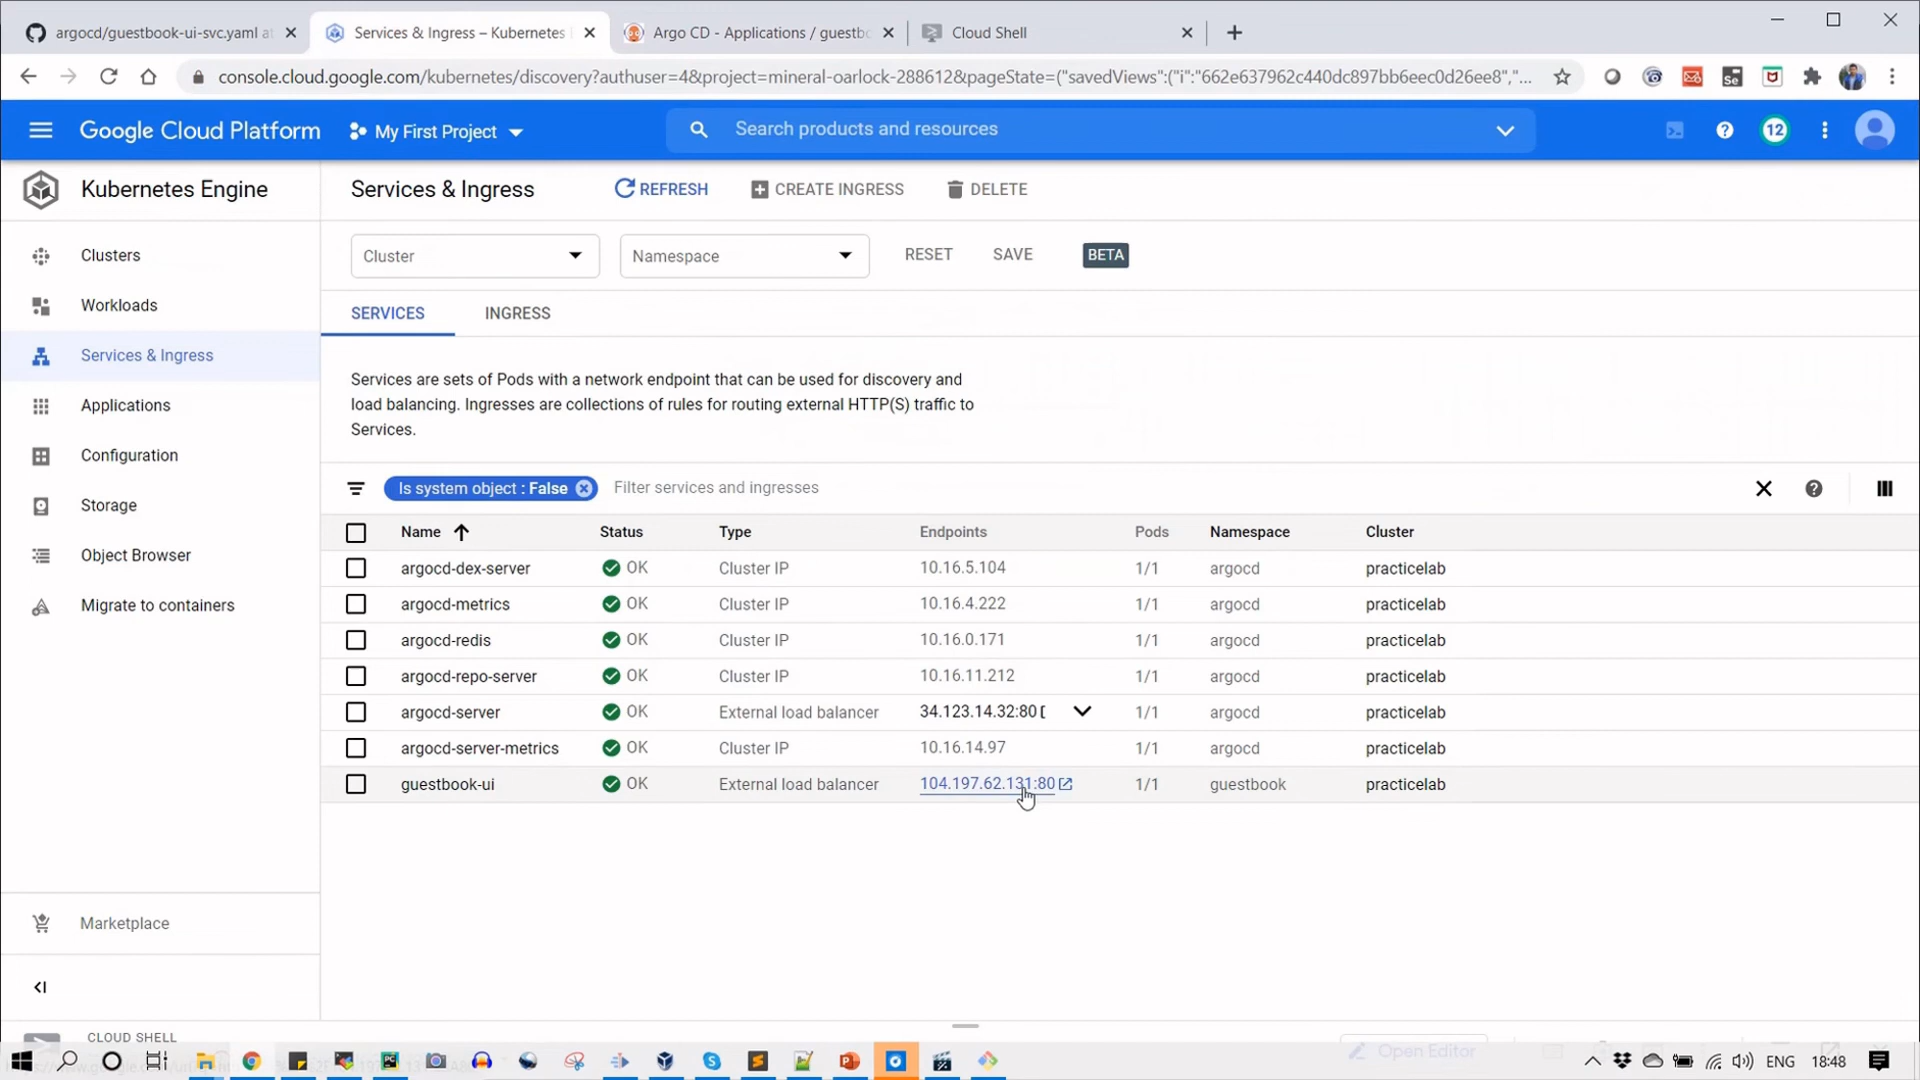 argocd/guestbook-ui-svc.yaml at
Services & Ingress – Kubernetes
Argo CD - Applications / guestb
Cloud Shell
console.cloud.google.com/kubernetes/discovery?authuser=4&project=mineral-oarlock-288612&pageState=("savedViews":("i":"662e637962c440dc897bb6eec0d26ee8","...
Google Cloud Platform
My First Project
Search products and resources
12
Kubernetes Engine
Services & Ingress
REFRESH
CREATE INGRESS
DELETE
Clusters
Workloads
Services & Ingress
Applications
Configuration
Storage
Object Browser
Migrate to containers
Marketplace
Cluster
Namespace
RESET
SAVE
BETA
SERVICES
INGRESS
Services are sets of Pods with a network endpoint that can be used for discovery and
load balancing. Ingresses are collections of rules for routing external HTTP(S) traffic to
Services.
Is system object : False
Filter services and ingresses
Name Status Type Endpoints Pods Namespace Cluster
argocd-dex-server OK Cluster IP 10.16.5.104 1/1 argocd practicelab
argocd-metrics OK Cluster IP 10.16.4.222 1/1 argocd practicelab
argocd-redis OK Cluster IP 10.16.0.171 1/1 argocd practicelab
argocd-repo-server OK Cluster IP 10.16.11.212 1/1 argocd practicelab
argocd-server OK External load balancer 34.123.14.32:80 1/1 argocd practicelab
argocd-server-metrics OK Cluster IP 10.16.14.97 1/1 argocd practicelab
guestbook-ui OK External load balancer 104.197.62.131:80 1/1 guestbook practicelab
CLOUD SHELL
Open Editor
ENG
18:48